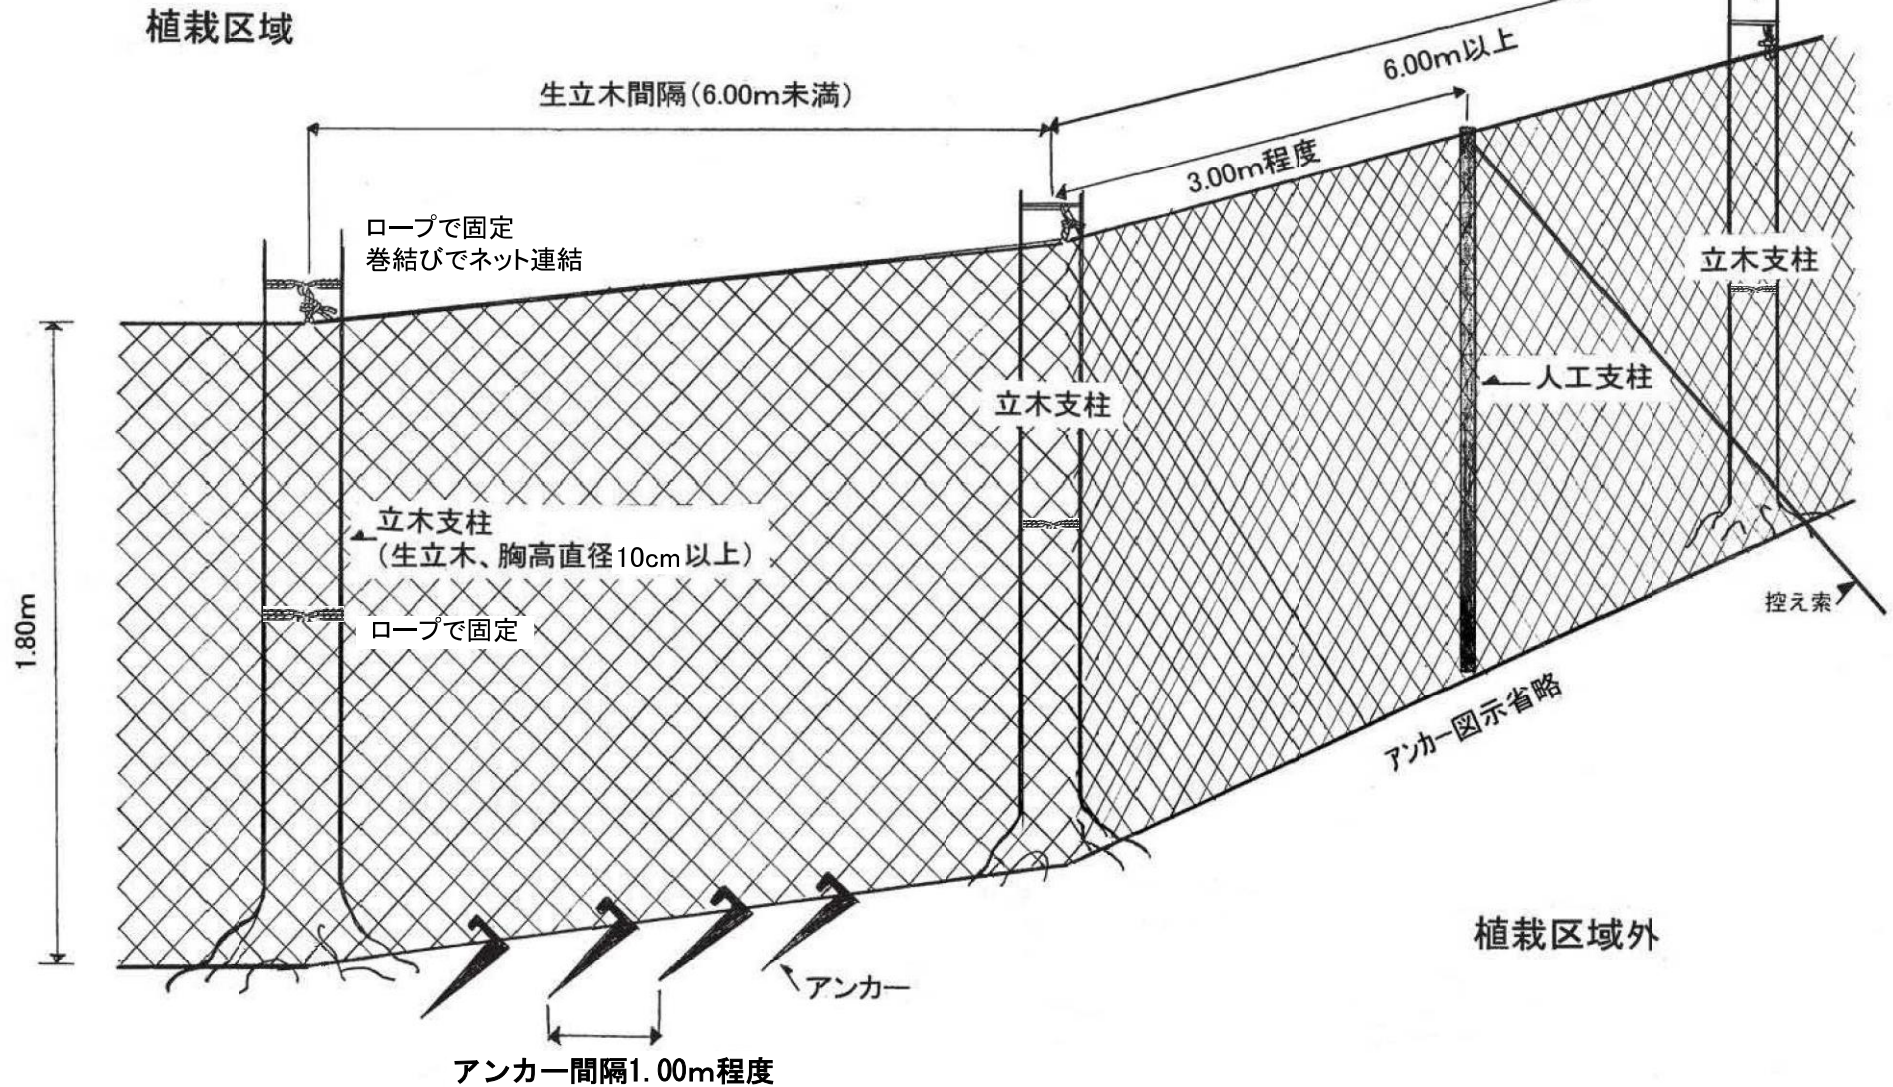 植栽区域
6.00m以上
生立木間隔(6.00m未満)
3.00m程度
ロープで固定
巻結びでネット連結
立木支柱
人工支柱
立木支柱
立木支柱
(生立木、胸高直径10cm以上)
ロープで固定
1.80m
控え索
アンカー図示省略
植栽区域外
アンカー
アンカー間隔1.00m程度